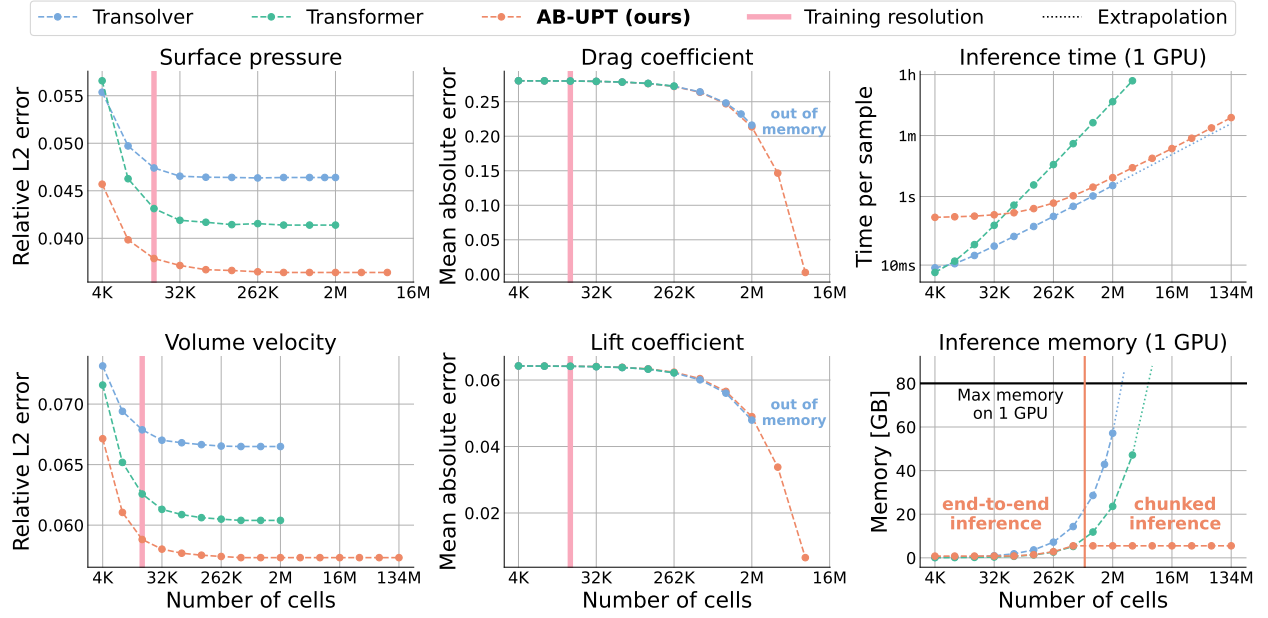 Transolver Transformer AB-UPT (ours) Training resolution Extrapolation
Surface pressure
Relative L2 error
0.055
0.050
0.045
0.040
4K 32K 262K 2M 16M
Drag coefficient
Mean absolute error
0.25
0.20
0.15
0.10
0.05
0.00
out of
memory
4K 32K 262K 2M 16M
Inference time (1 GPU)
Time per sample
1h
1m
1s
10ms
4K 32K 262K 2M 16M 134M
Volume velocity
Relative L2 error
0.070
0.065
0.060
4K 32K 262K 2M 16M 134M
Number of cells
Lift coefficient
Mean absolute error
0.06
0.04
0.02
out of
memory
4K 32K 262K 2M 16M
Number of cells
Inference memory (1 GPU)
Memory [GB]
80
60
40
20
0
Max memory
on 1 GPU
end-to-end
inference
chunked
inference
4K 32K 262K 2M 16M 134M
Number of cells